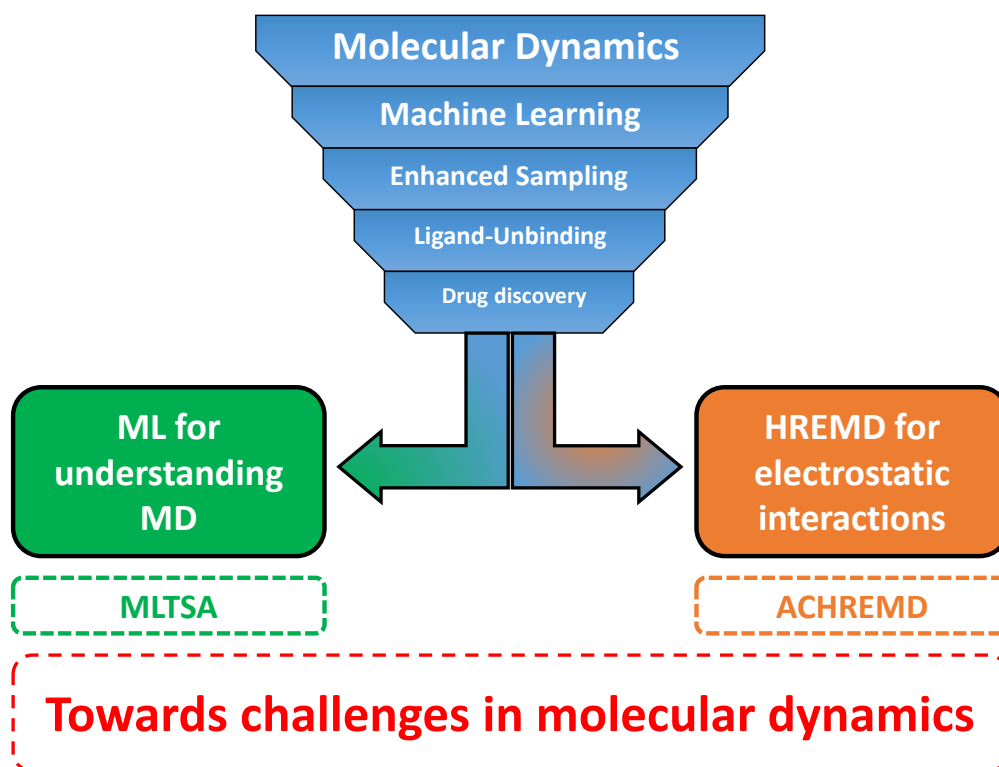 Molecular Dynamics
Machine Learning
Enhanced Sampling
Ligand-Unbinding
Drug discovery
ML for
understanding
MD
HREMD for
electrostatic
interactions
MLTSA
ACHREMD
Towards challenges in molecular dynamics